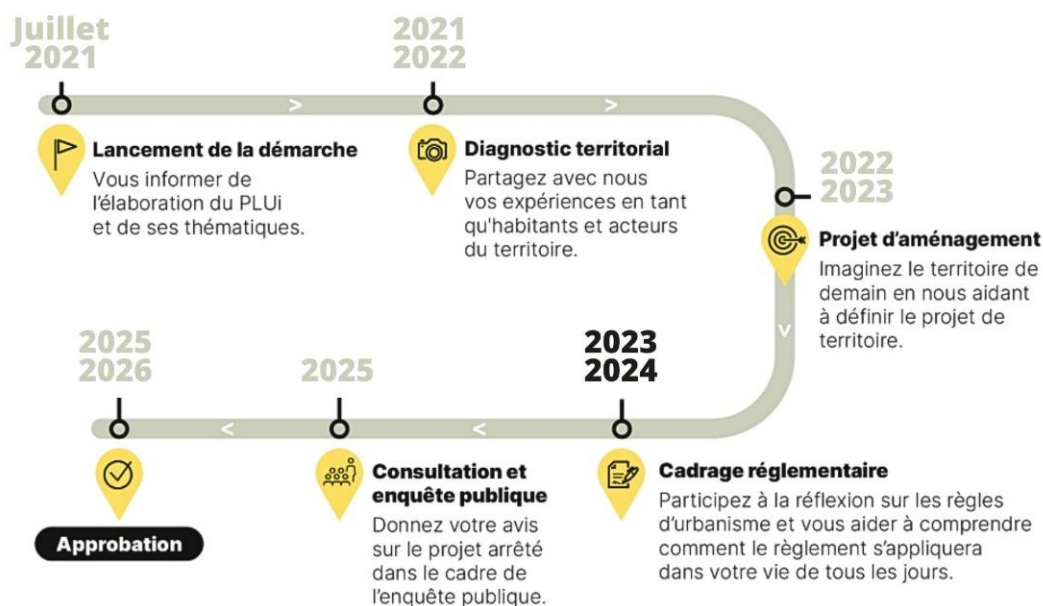 Juillet
2021
Lancement de la démarche
Vous informer de
l'élaboration du PLUi
et de ses thématiques.
2021
2022
Diagnostic territorial
Partagez avec nous
vos expériences en tant
qu'habitants et acteurs
du territoire.
2022
2023
Projet d'aménagement
Imaginez le territoire de
demain en nous aidant
à définir le projet de
territoire.
2023
2024
Cadrage réglementaire
Participez à la réflexion sur les règles
d'urbanisme et vous aider à comprendre
comment le règlement s'appliquera
dans votre vie de tous les jours.
2025
Consultation et
enquête publique
Donnez votre avis
sur le projet arrêté
dans le cadre de
l'enquête publique.
2025
2026
Approbation